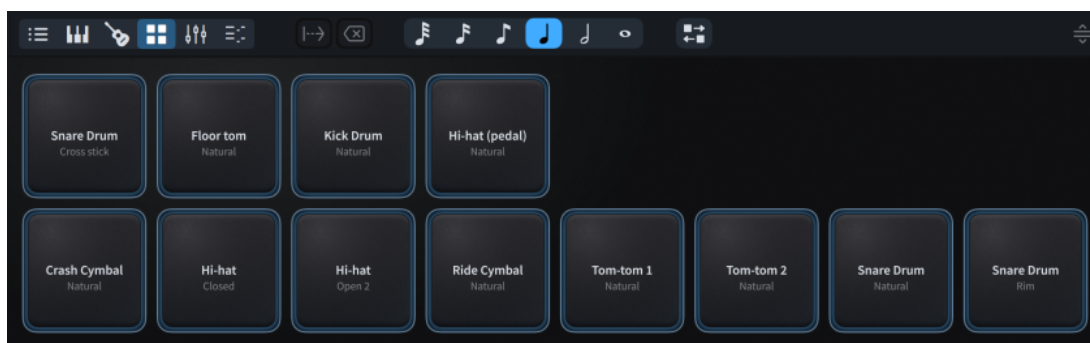 Snare Drum
Cross stick
Floor tom
Natural
Kick Drum
Natural
Hi-hat (pedal)
Natural
Crash Cymbal
Natural
Hi-hat
Closed
Hi-hat
Open 2
Ride Cymbal
Natural
Tom-tom 1
Natural
Tom-tom 2
Natural
Snare Drum
Natural
Snare Drum
Rim